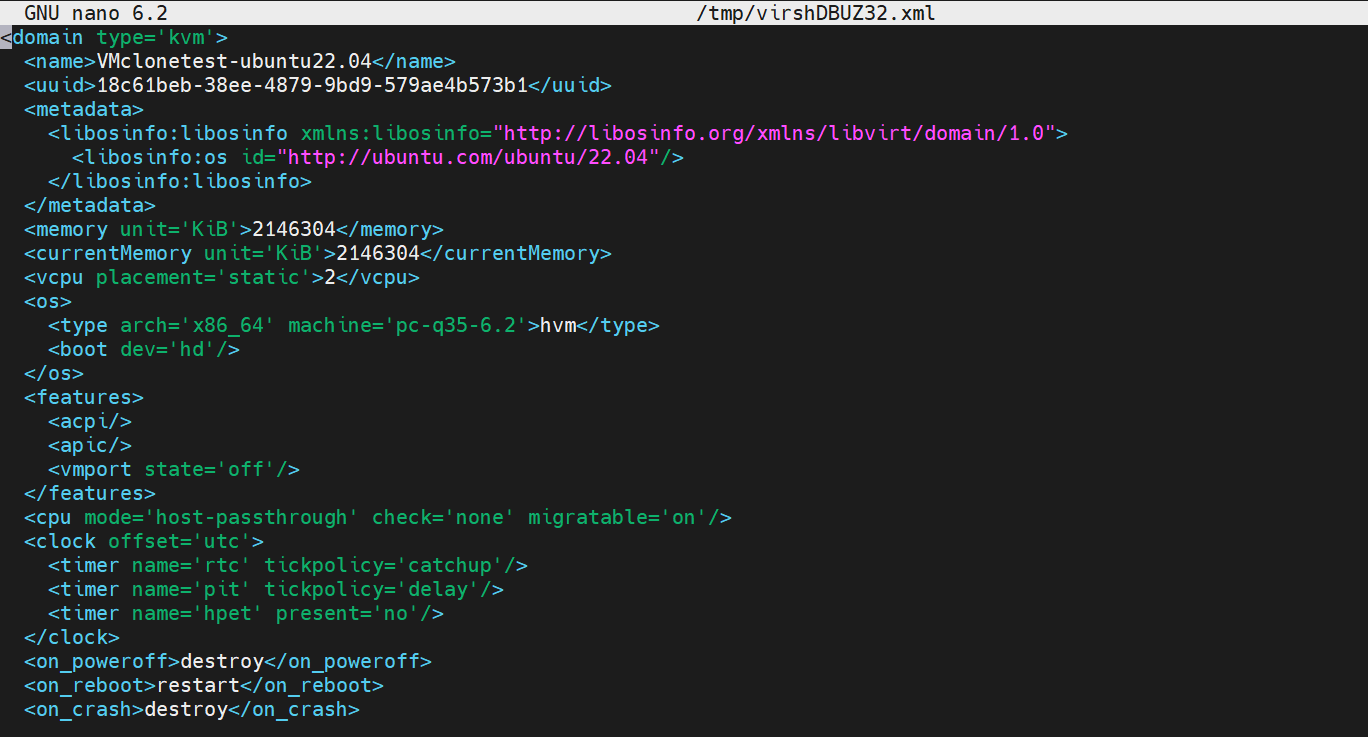 GNU nano 6.2 /tmp/virshDBUZ32.xml
<domain type='kvm'>
  <name>VMclonetest-ubuntu22.04</name>
  <uuid>18c61beb-38ee-4879-9bd9-579ae4b573b1</uuid>
  <metadata>
    <libosinfo:libosinfo xmlns:libosinfo="http://libosinfo.org/xmlns/libvirt/domain/1.0">
      <libosinfo:os id="http://ubuntu.com/ubuntu/22.04"/>
    </libosinfo:libosinfo>
  </metadata>
  <memory unit='KiB'>2146304</memory>
  <currentMemory unit='KiB'>2146304</currentMemory>
  <vcpu placement='static'>2</vcpu>
  <os>
    <type arch='x86_64' machine='pc-q35-6.2'>hvm</type>
    <boot dev='hd'/>
  </os>
  <features>
    <acpi/>
    <apic/>
    <vmport state='off'/>
  </features>
  <cpu mode='host-passthrough' check='none' migratable='on'/>
  <clock offset='utc'>
    <timer name='rtc' tickpolicy='catchup'/>
    <timer name='pit' tickpolicy='delay'/>
    <timer name='hpet' present='no'/>
  </clock>
  <on_poweroff>destroy</on_poweroff>
  <on_reboot>restart</on_reboot>
  <on_crash>destroy</on_crash>